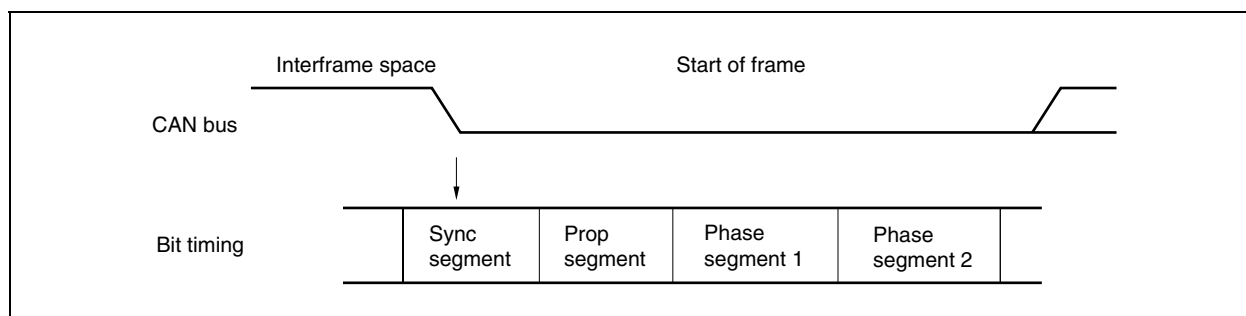 Interframe space
Start of frame
CAN bus
Bit timing
Sync
segment
Prop
segment
Phase
segment 1
Phase
segment 2